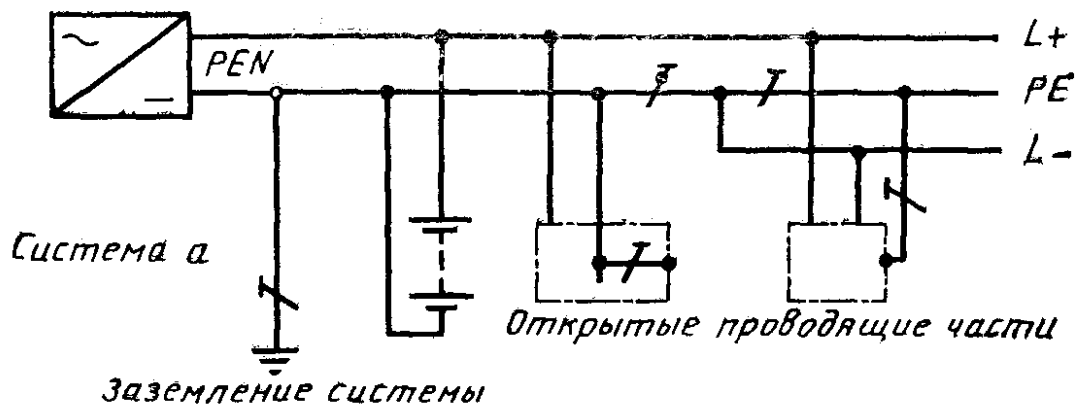 L+
PEN
PE
L-
Система а
Открытые проводящие части
Заземление системы